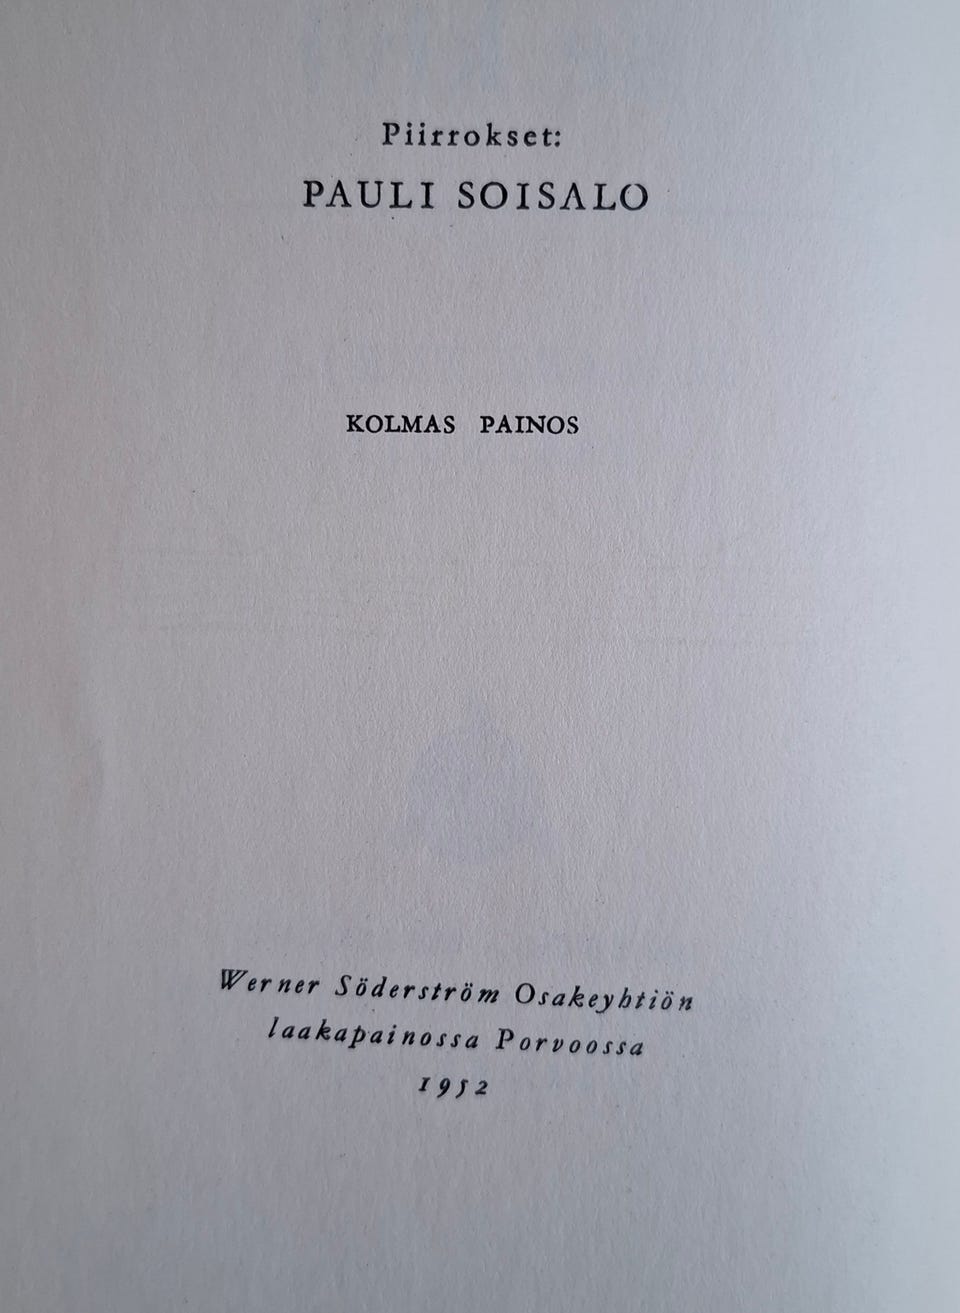 Piirrokset:
PAULI SOISALO
KOLMAS PAINOS
Werner Söderström Osakeyhtiön
laakapainossa Porvoossa
1952